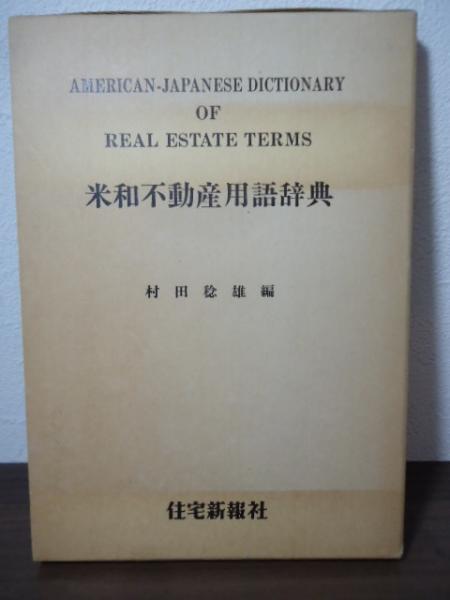 AMERICAN-JAPANESE DICTIONARY
OF
REAL ESTATE TERMS
米和不動産用語辞典
村田稔雄編
住宅新報社